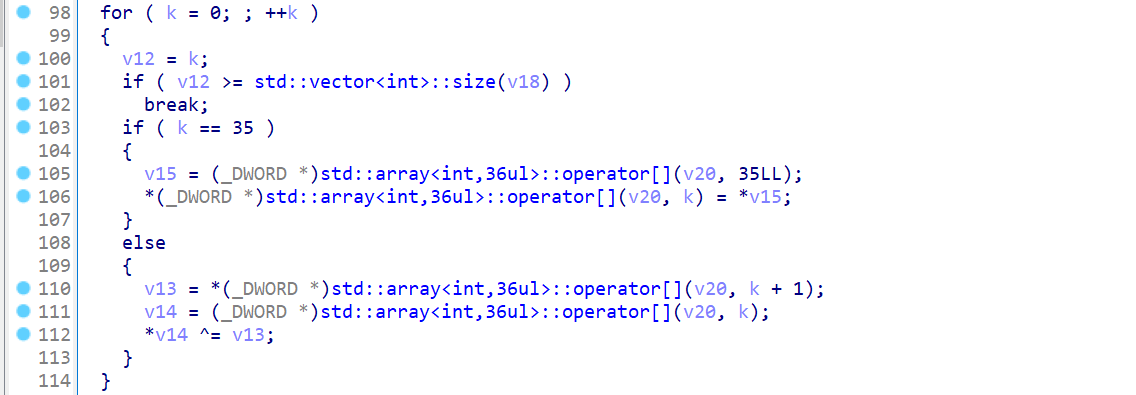 98 for ( k = 0; ; ++k )
99 {
100 v12 = k;
101 if ( v12 >= std::vector<int>::size(v18) )
102 break;
103 if ( k == 35 )
104 {
105 v15 = (_DWORD *)std::array<int,36ul>::operator[](v20, 35LL);
106 *(_DWORD *)std::array<int,36ul>::operator[](v20, k) = *v15;
107 }
108 else
109 {
110 v13 = *(_DWORD *)std::array<int,36ul>::operator[](v20, k + 1);
111 v14 = (_DWORD *)std::array<int,36ul>::operator[](v20, k);
112 *v14 ^= v13;
113 }
114 }